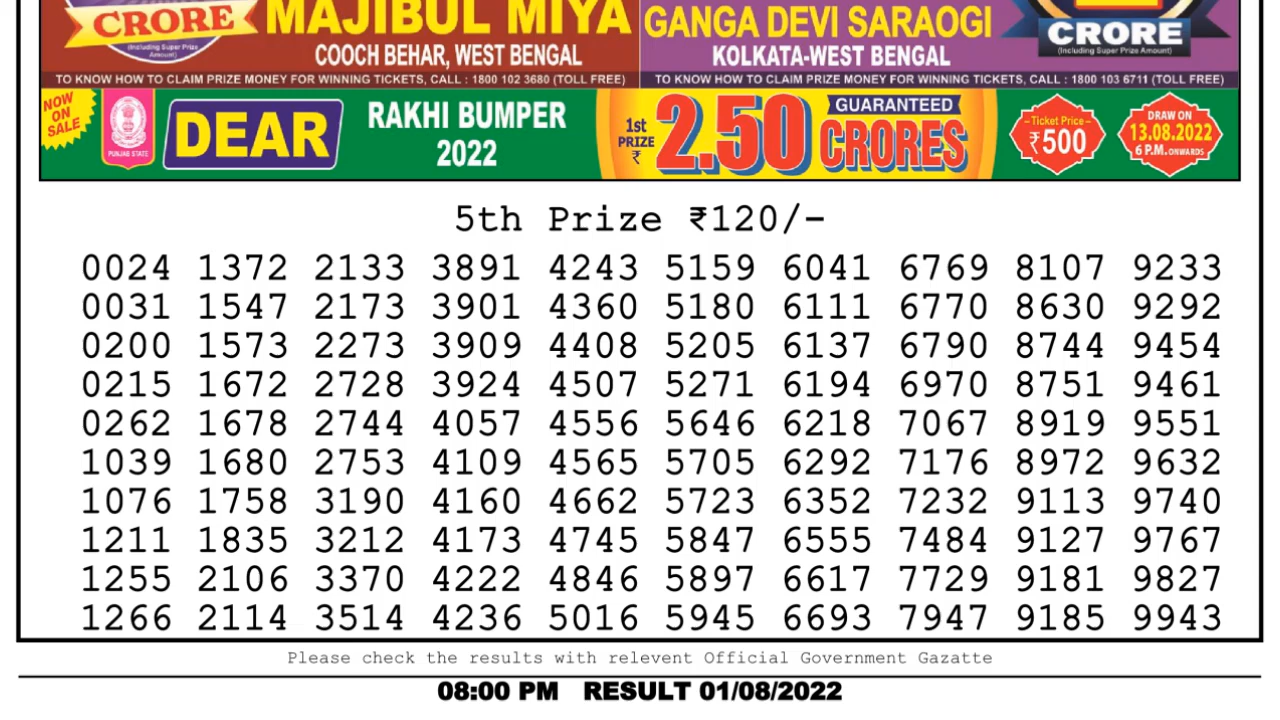 CRORE
(Including Super Prize
Amount)
MAJIBUL MIYA
COOCH BEHAR, WEST BENGAL
TO KNOW HOW TO CLAIM PRIZE MONEY FOR WINNING TICKETS, CALL : 1800 102 3680 (TOLL FREE)
GANGA DEVI SARAOGI
KOLKATA-WEST BENGAL
CRORE
(Including Super Prize Amount)
TO KNOW HOW TO CLAIM PRIZE MONEY FOR WINNING TICKETS, CALL : 1800 103 6711 (TOLL FREE)
NOW
ON
SALE
PUNJAB STATE
DEAR
RAKHI BUMPER
2022
1st
PRIZE
₹
2.50
GUARANTEED
CRORES
Ticket Price
₹500
DRAW ON
13.08.2022
6 P.M. ONWARDS
5th Prize ₹120/-
0024 1372 2133 3891 4243 5159 6041 6769 8107 9233
0031 1547 2173 3901 4360 5180 6111 6770 8630 9292
0200 1573 2273 3909 4408 5205 6137 6790 8744 9454
0215 1672 2728 3924 4507 5271 6194 6970 8751 9461
0262 1678 2744 4057 4556 5646 6218 7067 8919 9551
1039 1680 2753 4109 4565 5705 6292 7176 8972 9632
1076 1758 3190 4160 4662 5723 6352 7232 9113 9740
1211 1835 3212 4173 4745 5847 6555 7484 9127 9767
1255 2106 3370 4222 4846 5897 6617 7729 9181 9827
1266 2114 3514 4236 5016 5945 6693 7947 9185 9943
Please check the results with relevent Official Government Gazatte
08:00 PM RESULT 01/08/2022